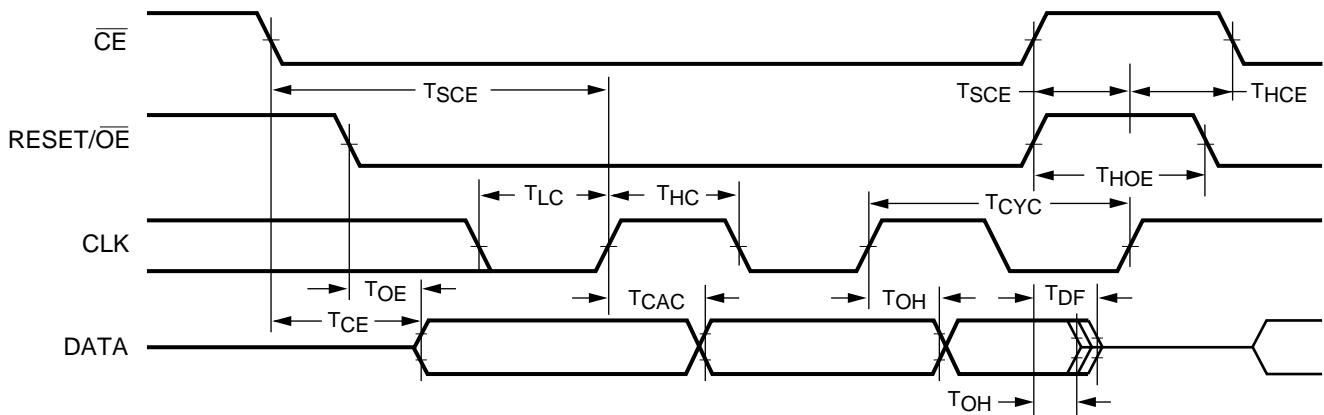 CE
TSCE
TSCE
THCE
RESET/OE
TLC
THC
TCYC
THOE
CLK
TOE
TCAC
TOH
TDF
TCE
DATA
TOH